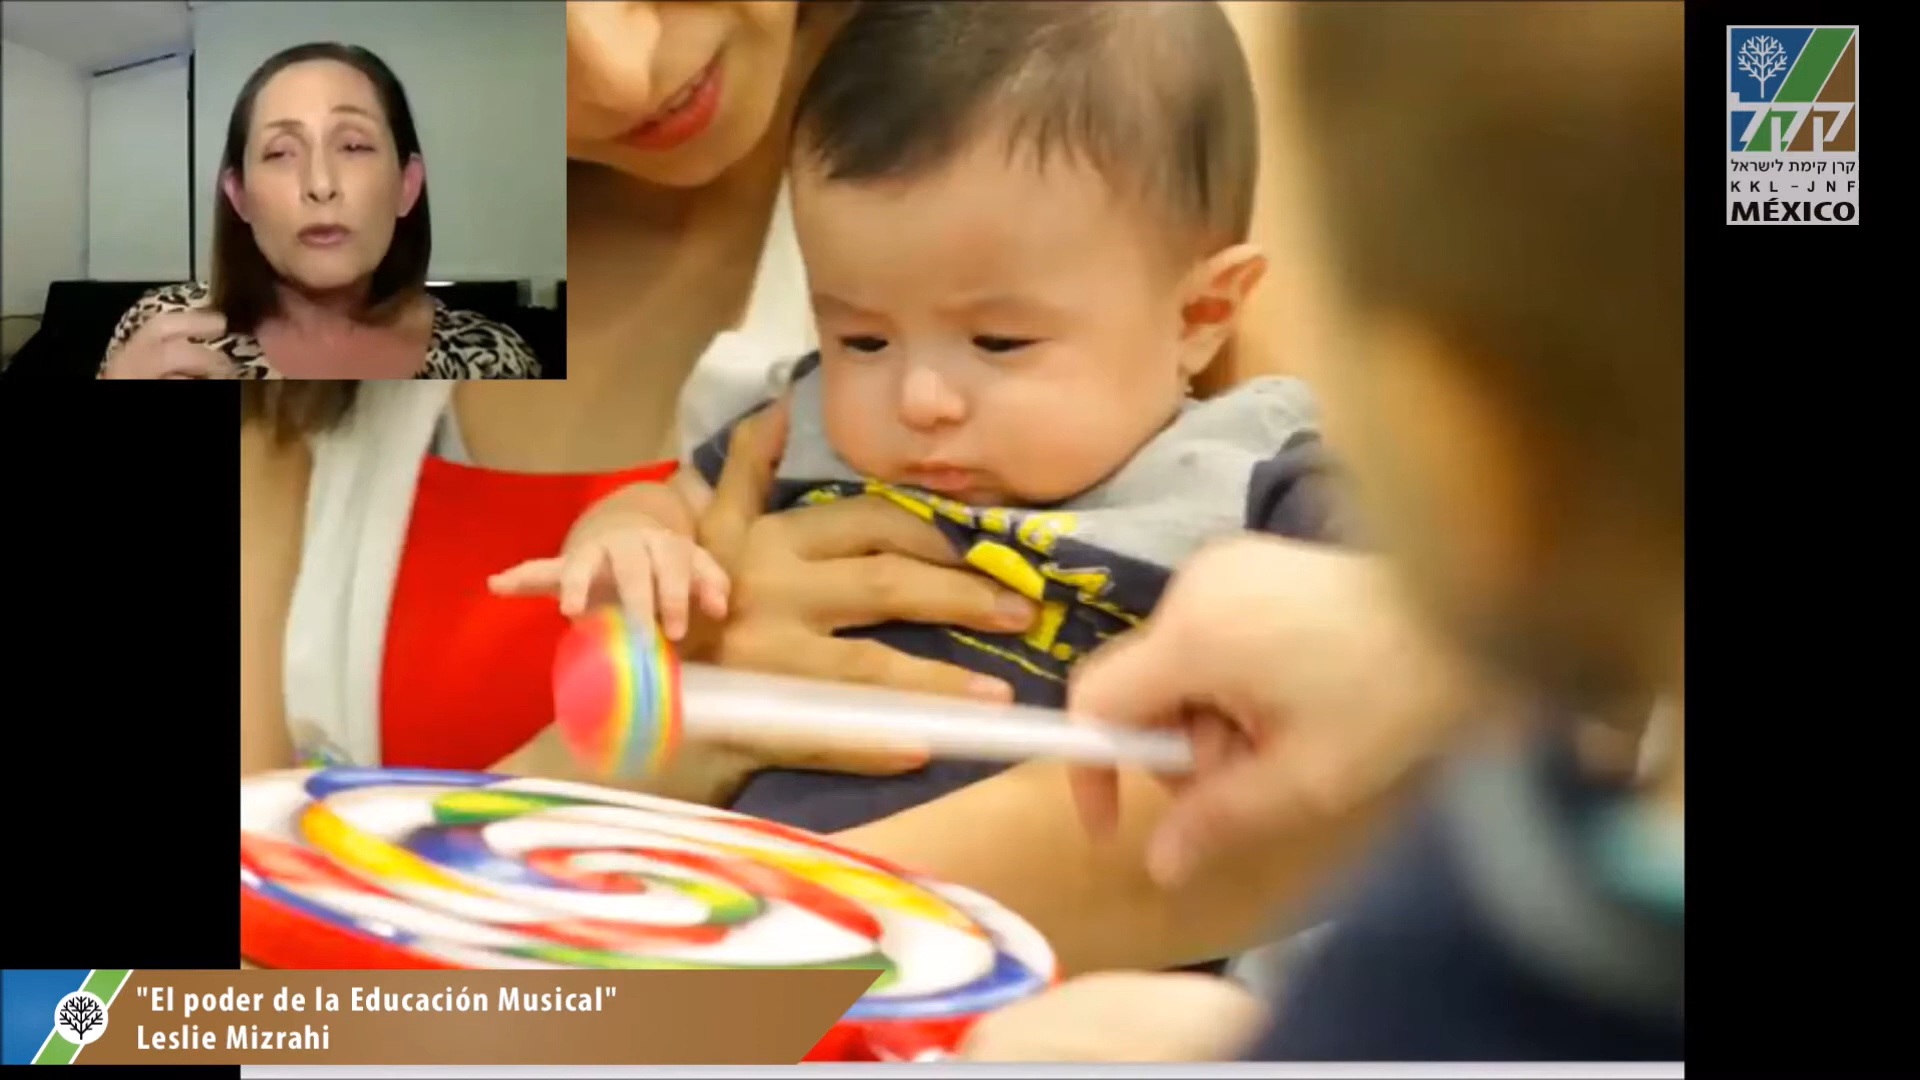 קקל
קרן קימת לישראל
KKL-JNF
MÉXICO
"El poder de la Educación Musical"
Leslie Mizrahi